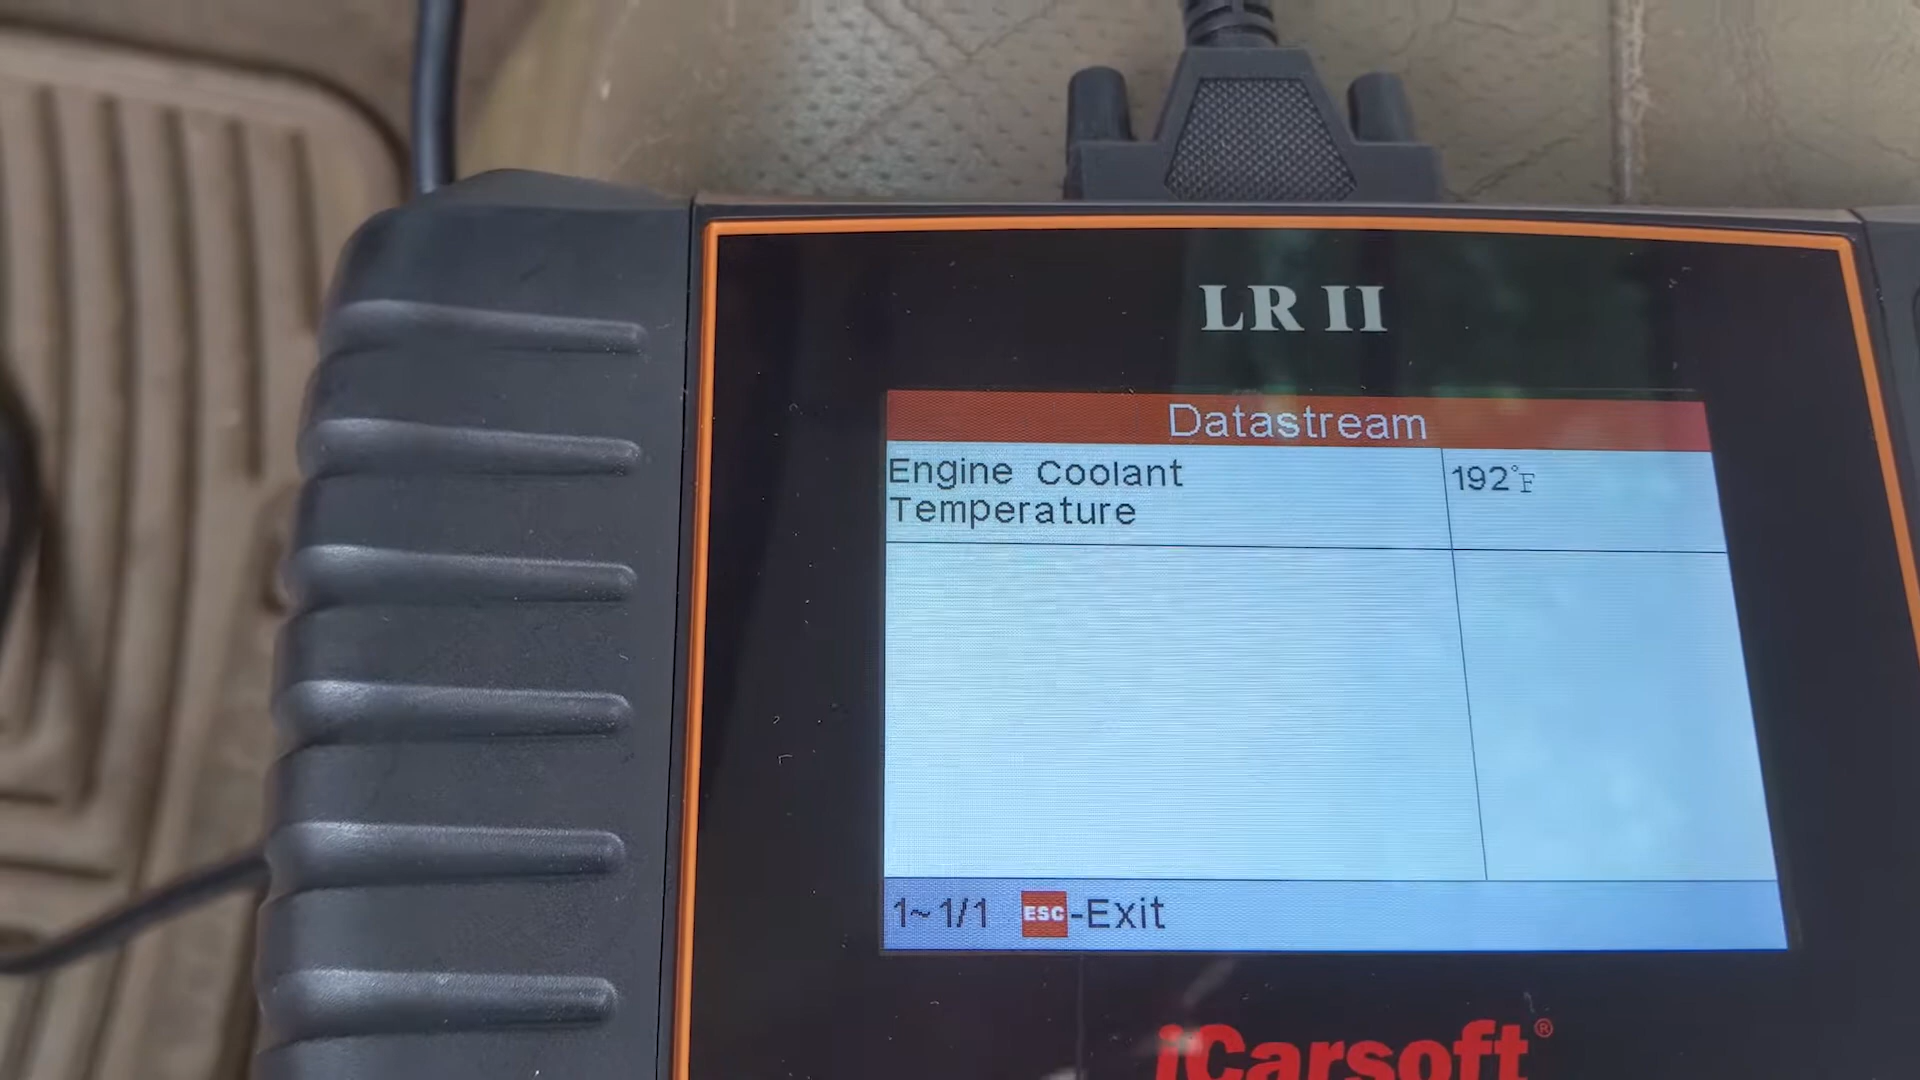 LR II
Datastream
Engine Coolant 192°F
Temperature
1~1/1 ESC-Exit
iCarsoft®